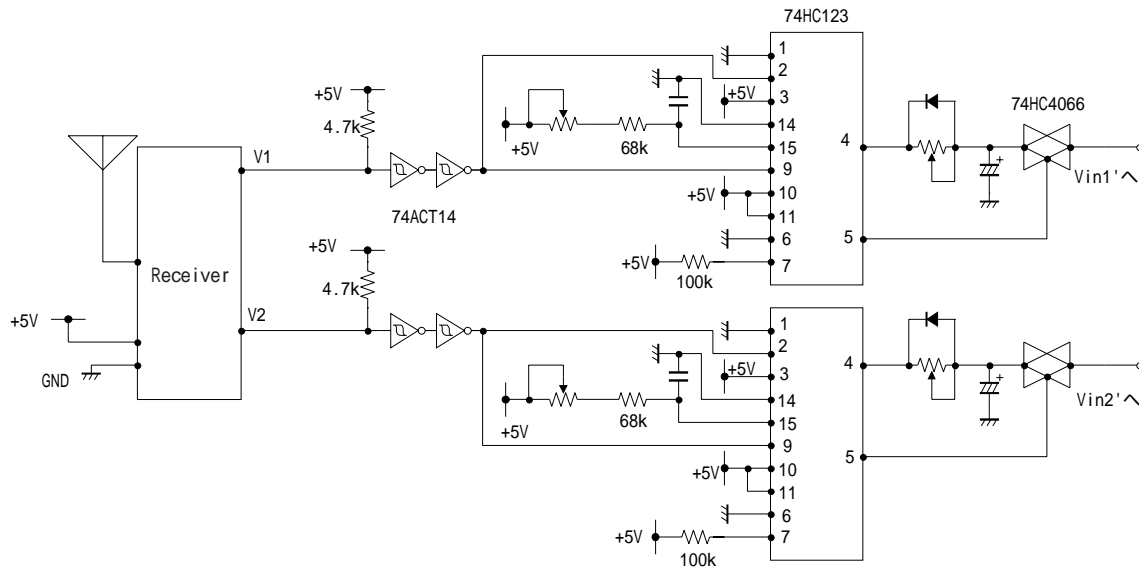 74HC123
+5V
4.7k
V1
74ACT14
+5V
68k
+5V
1
2
3
14
15
9
10
11
6
7
4
5
+5V
+5V
100k
74HC4066
Vin1'へ
Receiver
+5V
GND
+5V
4.7k
V2
+5V
68k
+5V
1
2
3
14
15
9
10
11
6
7
4
5
+5V
+5V
100k
Vin2'へ
+
+